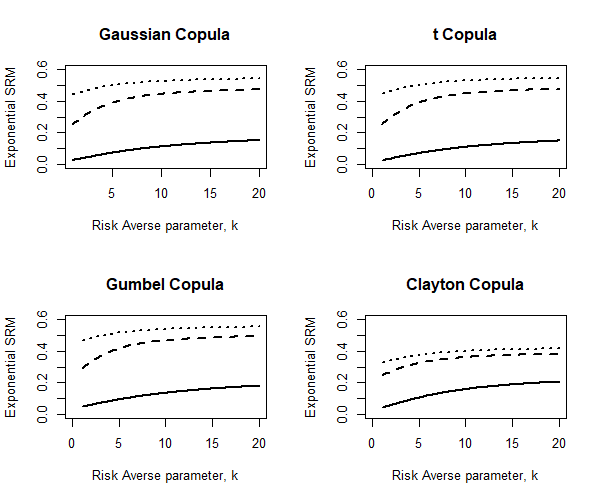 Gaussian Copula
Exponential SRM
0.0 0.2 0.4 0.6
5 10 15 20
Risk Averse parameter, k
t Copula
Exponential SRM
0.0 0.2 0.4 0.6
0 5 10 15 20
Risk Averse parameter, k
Gumbel Copula
Exponential SRM
0.0 0.2 0.4 0.6
0 5 10 15 20
Risk Averse parameter, k
Clayton Copula
Exponential SRM
0.0 0.2 0.4 0.6
0 5 10 15 20
Risk Averse parameter, k